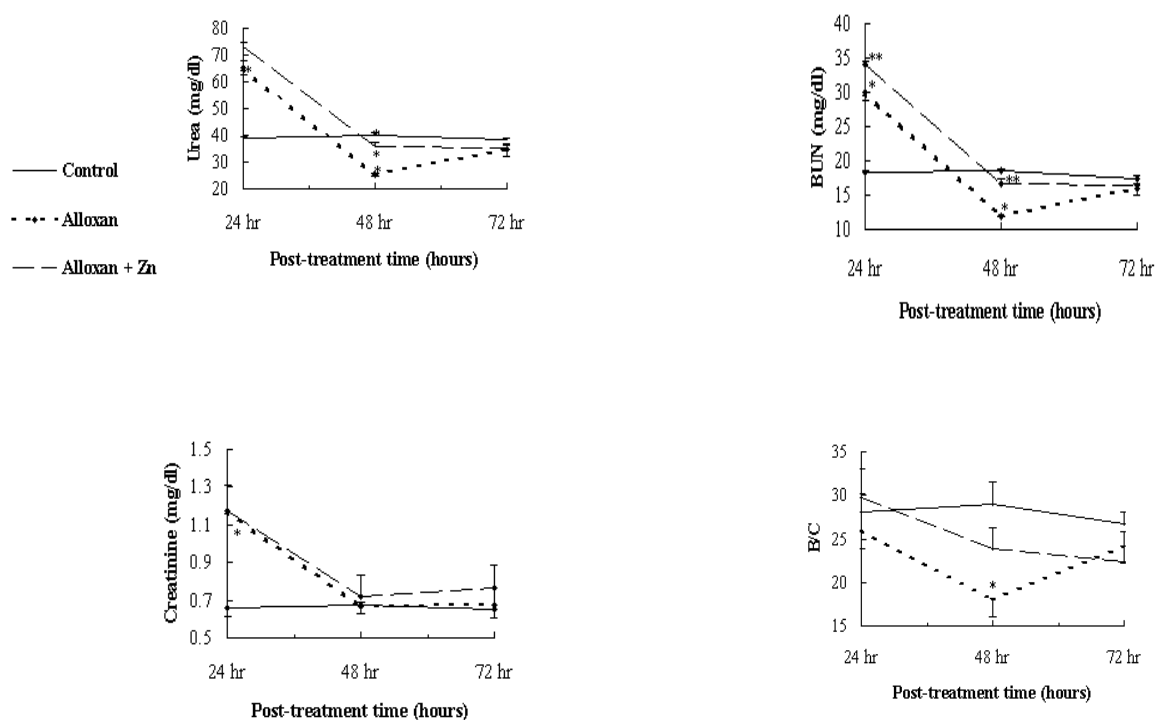 Urea (mg/dl)
80
70
60
50
40
30
20
*
*
*
*
24 hr 48 hr 72 hr
Post-treatment time (hours)
Control
Alloxan
Alloxan + Zn
BUN (mg/dl)
40
35
30
25
20
15
10
**
*
**
*
24 hr 48 hr 72 hr
Post-treatment time (hours)
Creatinine (mg/dl)
1.5
1.3
1.1
0.9
0.7
0.5
*
24 hr 48 hr 72 hr
Post-treatment time (hours)
B/C
35
30
25
20
15
*
24 hr 48 hr 72 hr
Post-treatment time (hours)